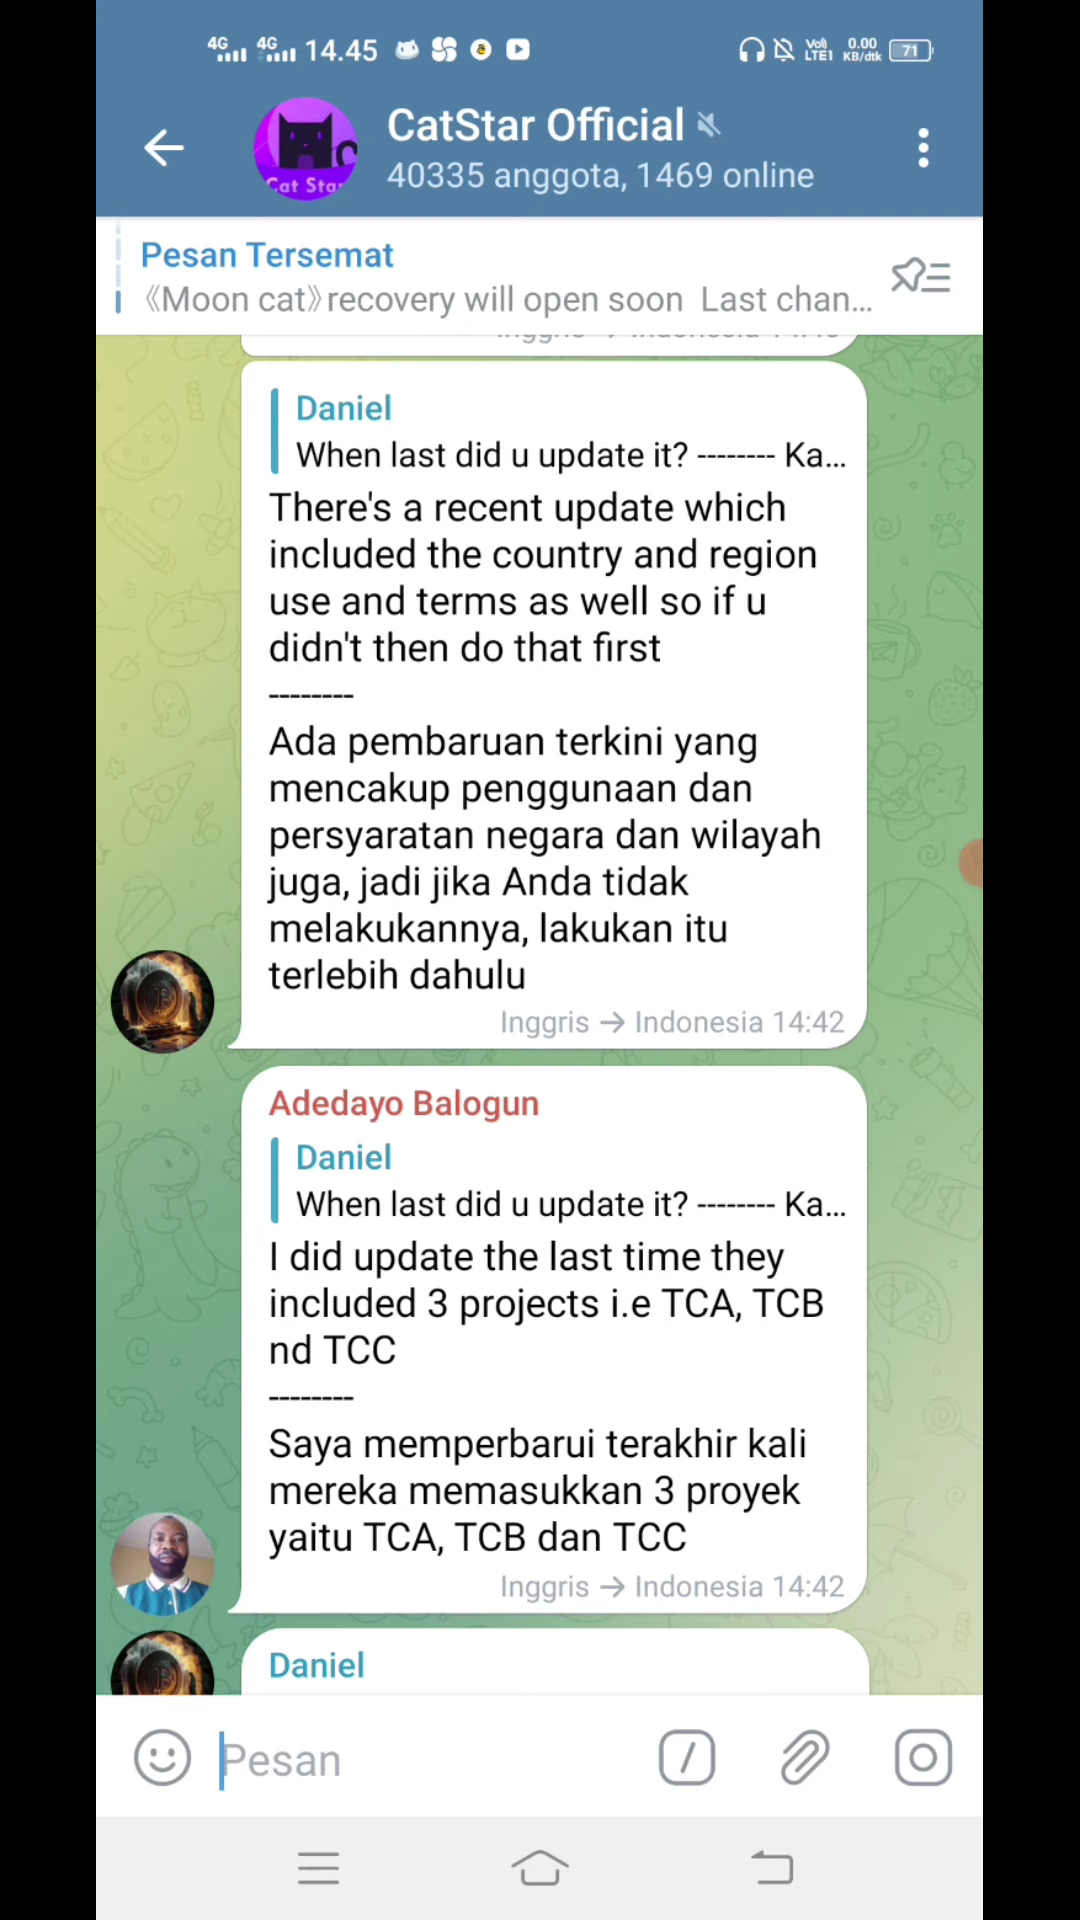 4G 4G 14.45 Vo) LTE1 0.00 KB/dtk 71
CatStar Official
40335 anggota, 1469 online
Cat Star
Pesan Tersemat
《Moon cat》recovery will open soon Last chan...
Daniel
When last did u update it? -------- Ka...
There's a recent update which
included the country and region
use and terms as well so if u
didn't then do that first
--------
Ada pembaruan terkini yang
mencakup penggunaan dan
persyaratan negara dan wilayah
juga, jadi jika Anda tidak
melakukannya, lakukan itu
terlebih dahulu
Inggris → Indonesia 14:42
Adedayo Balogun
Daniel
When last did u update it? -------- Ka...
I did update the last time they
included 3 projects i.e TCA, TCB
nd TCC
--------
Saya memperbarui terakhir kali
mereka memasukkan 3 proyek
yaitu TCA, TCB dan TCC
Inggris → Indonesia 14:42
Daniel
Pesan